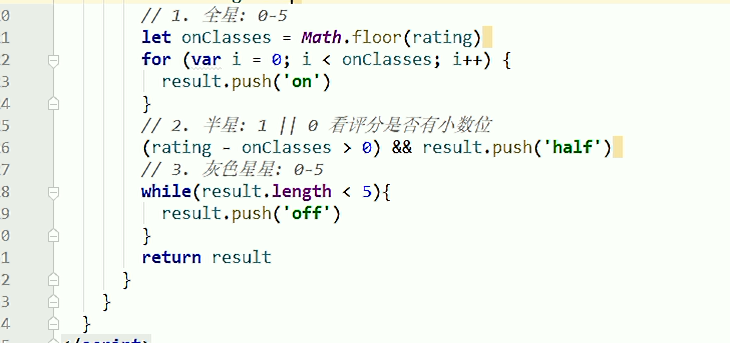 0 // 1. 全星: 0-5
1 let onClasses = Math.floor(rating)
2 for (var i = 0; i < onClasses; i++) {
3 result.push('on')
4 }
5 // 2. 半星: 1 || 0 看评分是否有小数位
6 (rating - onClasses > 0) && result.push('half')
7 // 3. 灰色星星: 0-5
8 while(result.length < 5){
9 result.push('off')
0 }
1 return result
2 }
3 }
4 }
</script>